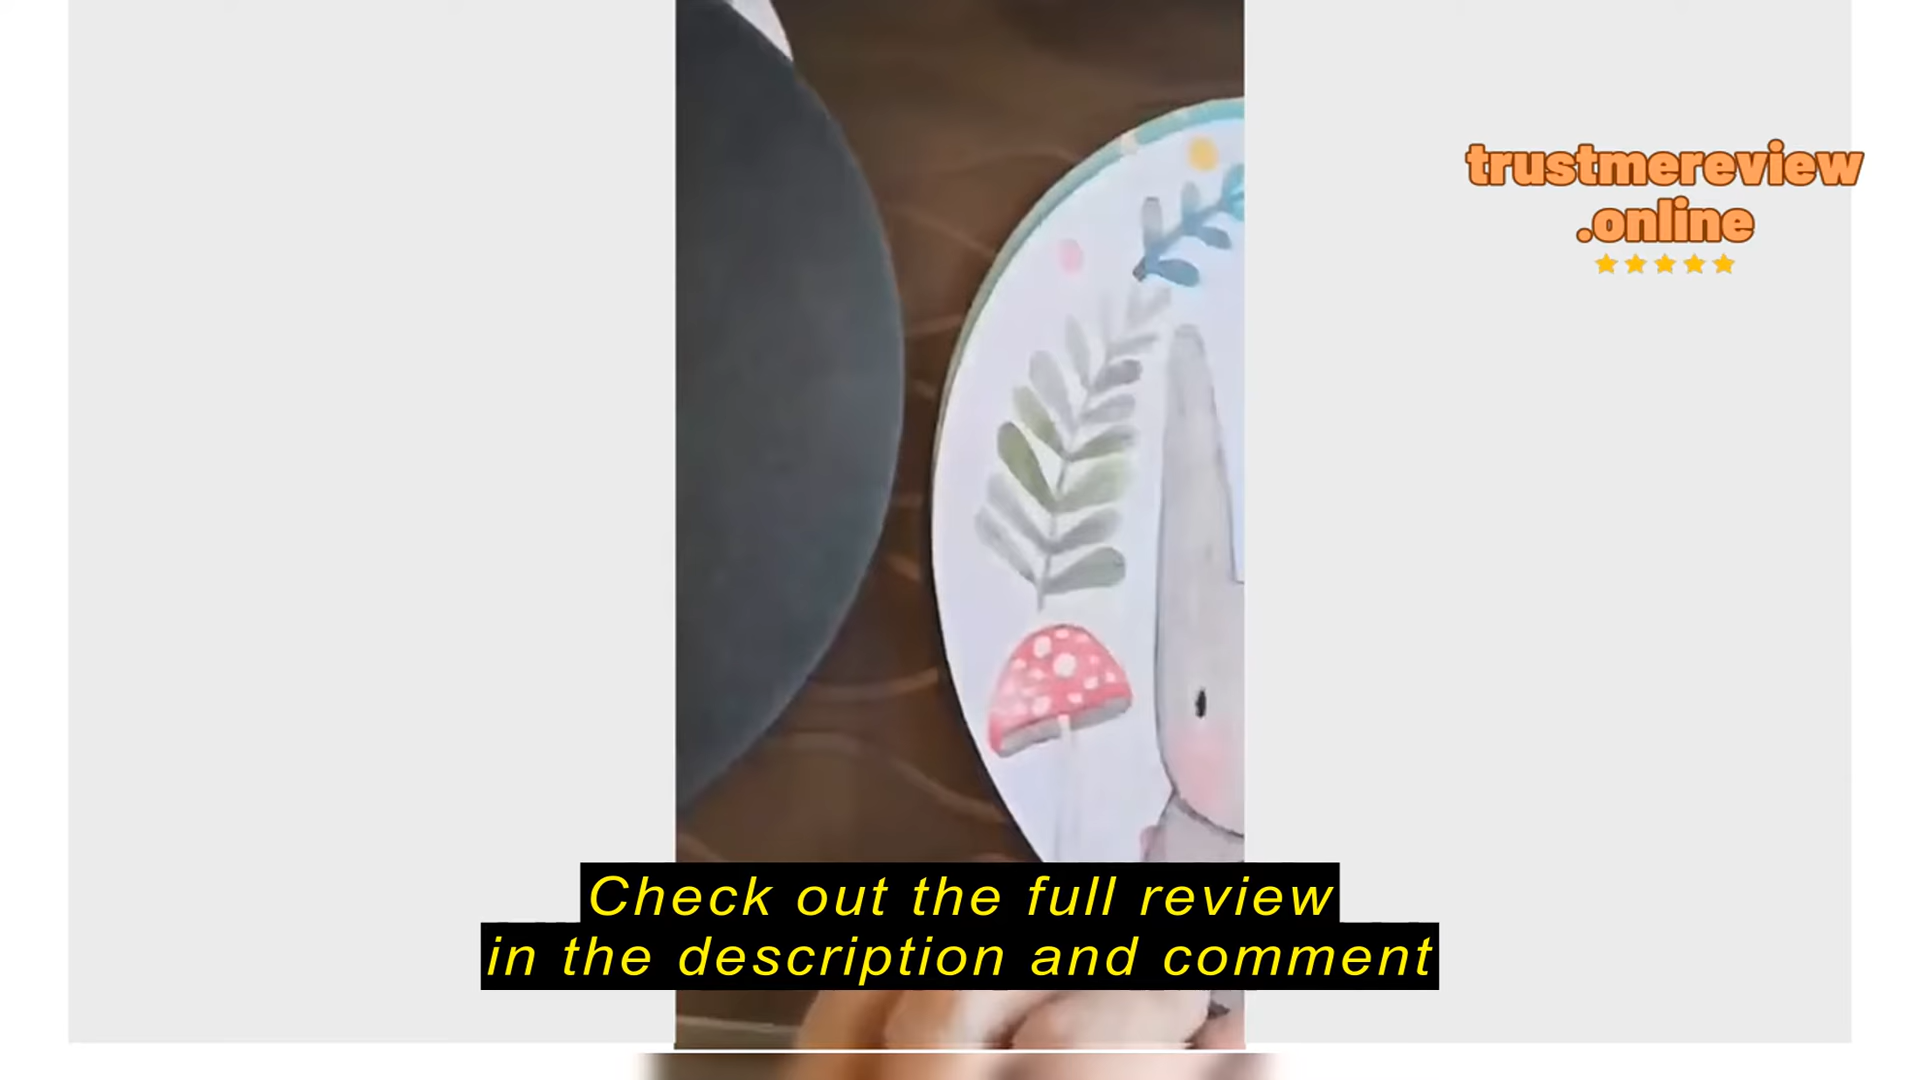 trustmereview
.online
Check out the full review
in the description and comment